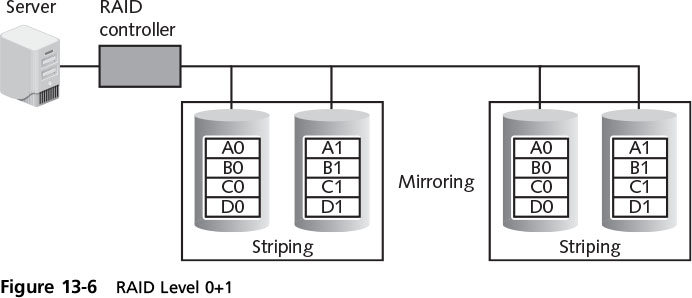 Server
RAID
controller
A0
B0
C0
D0
A1
B1
C1
D1
Striping
Mirroring
A0
B0
C0
D0
A1
B1
C1
D1
Striping
Figure 13-6 RAID Level 0+1